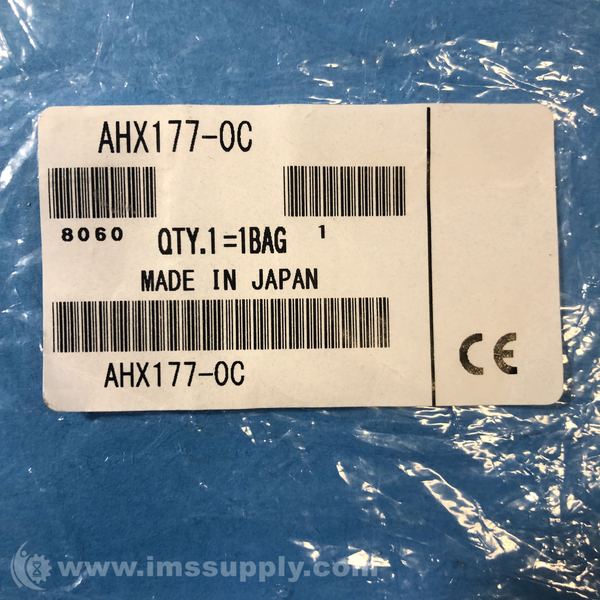 AHX177-0C
8060 QTY.1=1BAG 1
MADE IN JAPAN
AHX177-0C
CE
www.imssupply.com